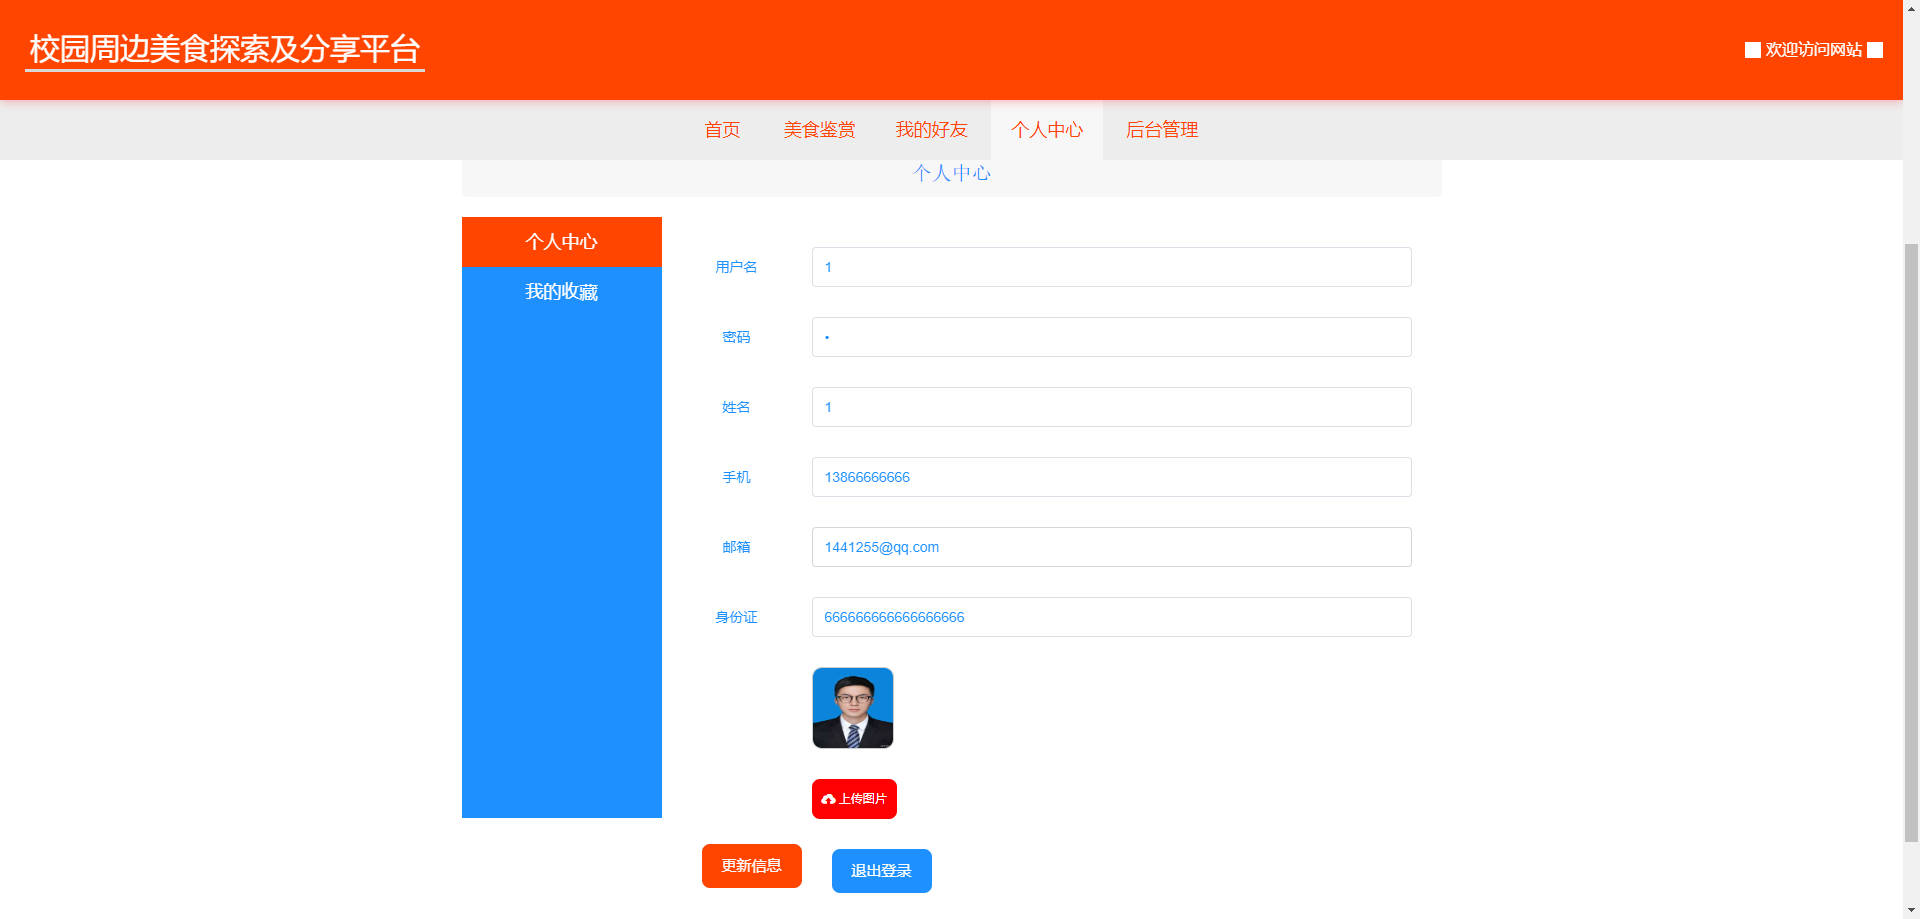 校园周边美食探索及分享平台
欢迎访问网站
首页 美食鉴赏 我的好友 个人中心 后台管理
个人中心
个人中心
我的收藏
用户名 1
密码 •
姓名 1
手机 13866666666
邮箱 1441255@qq.com
身份证 666666666666666666
上传图片
更新信息 退出登录